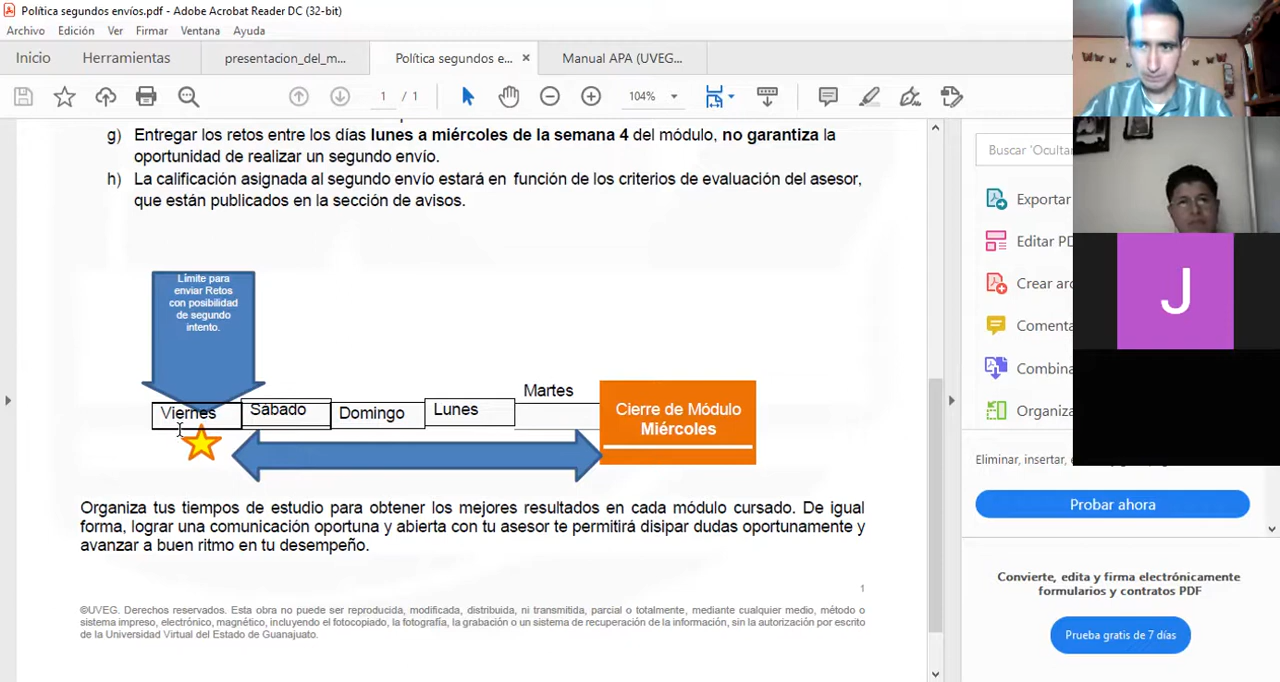 Política segundos envíos.pdf - Adobe Acrobat Reader DC (32-bit)
Archivo Edición Ver Firmar Ventana Ayuda
Inicio Herramientas presentacion_del_m... Política segundos e... × Manual APA (UVEG...
1 / 1 104%
g) Entregar los retos entre los días lunes a miércoles de la semana 4 del módulo, no garantiza la
oportunidad de realizar un segundo envío.
h) La calificación asignada al segundo envío estará en función de los criterios de evaluación del asesor,
que están publicados en la sección de avisos.
Límite para
enviar Retos
con posibilidad
de segundo
intento.
Viernes Sábado Domingo Lunes Martes
Cierre de Módulo
Miércoles
Organiza tus tiempos de estudio para obtener los mejores resultados en cada módulo cursado. De igual
forma, lograr una comunicación oportuna y abierta con tu asesor te permitirá disipar dudas oportunamente y
avanzar a buen ritmo en tu desempeño.
1
©UVEG. Derechos reservados. Esta obra no puede ser reproducida, modificada, distribuida, ni transmitida, parcial o totalmente, mediante cualquier medio, método o
sistema impreso, electrónico, magnético, incluyendo el fotocopiado, la fotografía, la grabación o un sistema de recuperación de la información, sin la autorización por escrito
de la Universidad Virtual del Estado de Guanajuato.
Buscar 'Ocultar
Exportar
Editar PD
Crear arc
Comenta
Combina
Organiza
Eliminar, insertar,
Probar ahora
Convierte, edita y firma electrónicamente
formularios y contratos PDF
Prueba gratis de 7 días
J